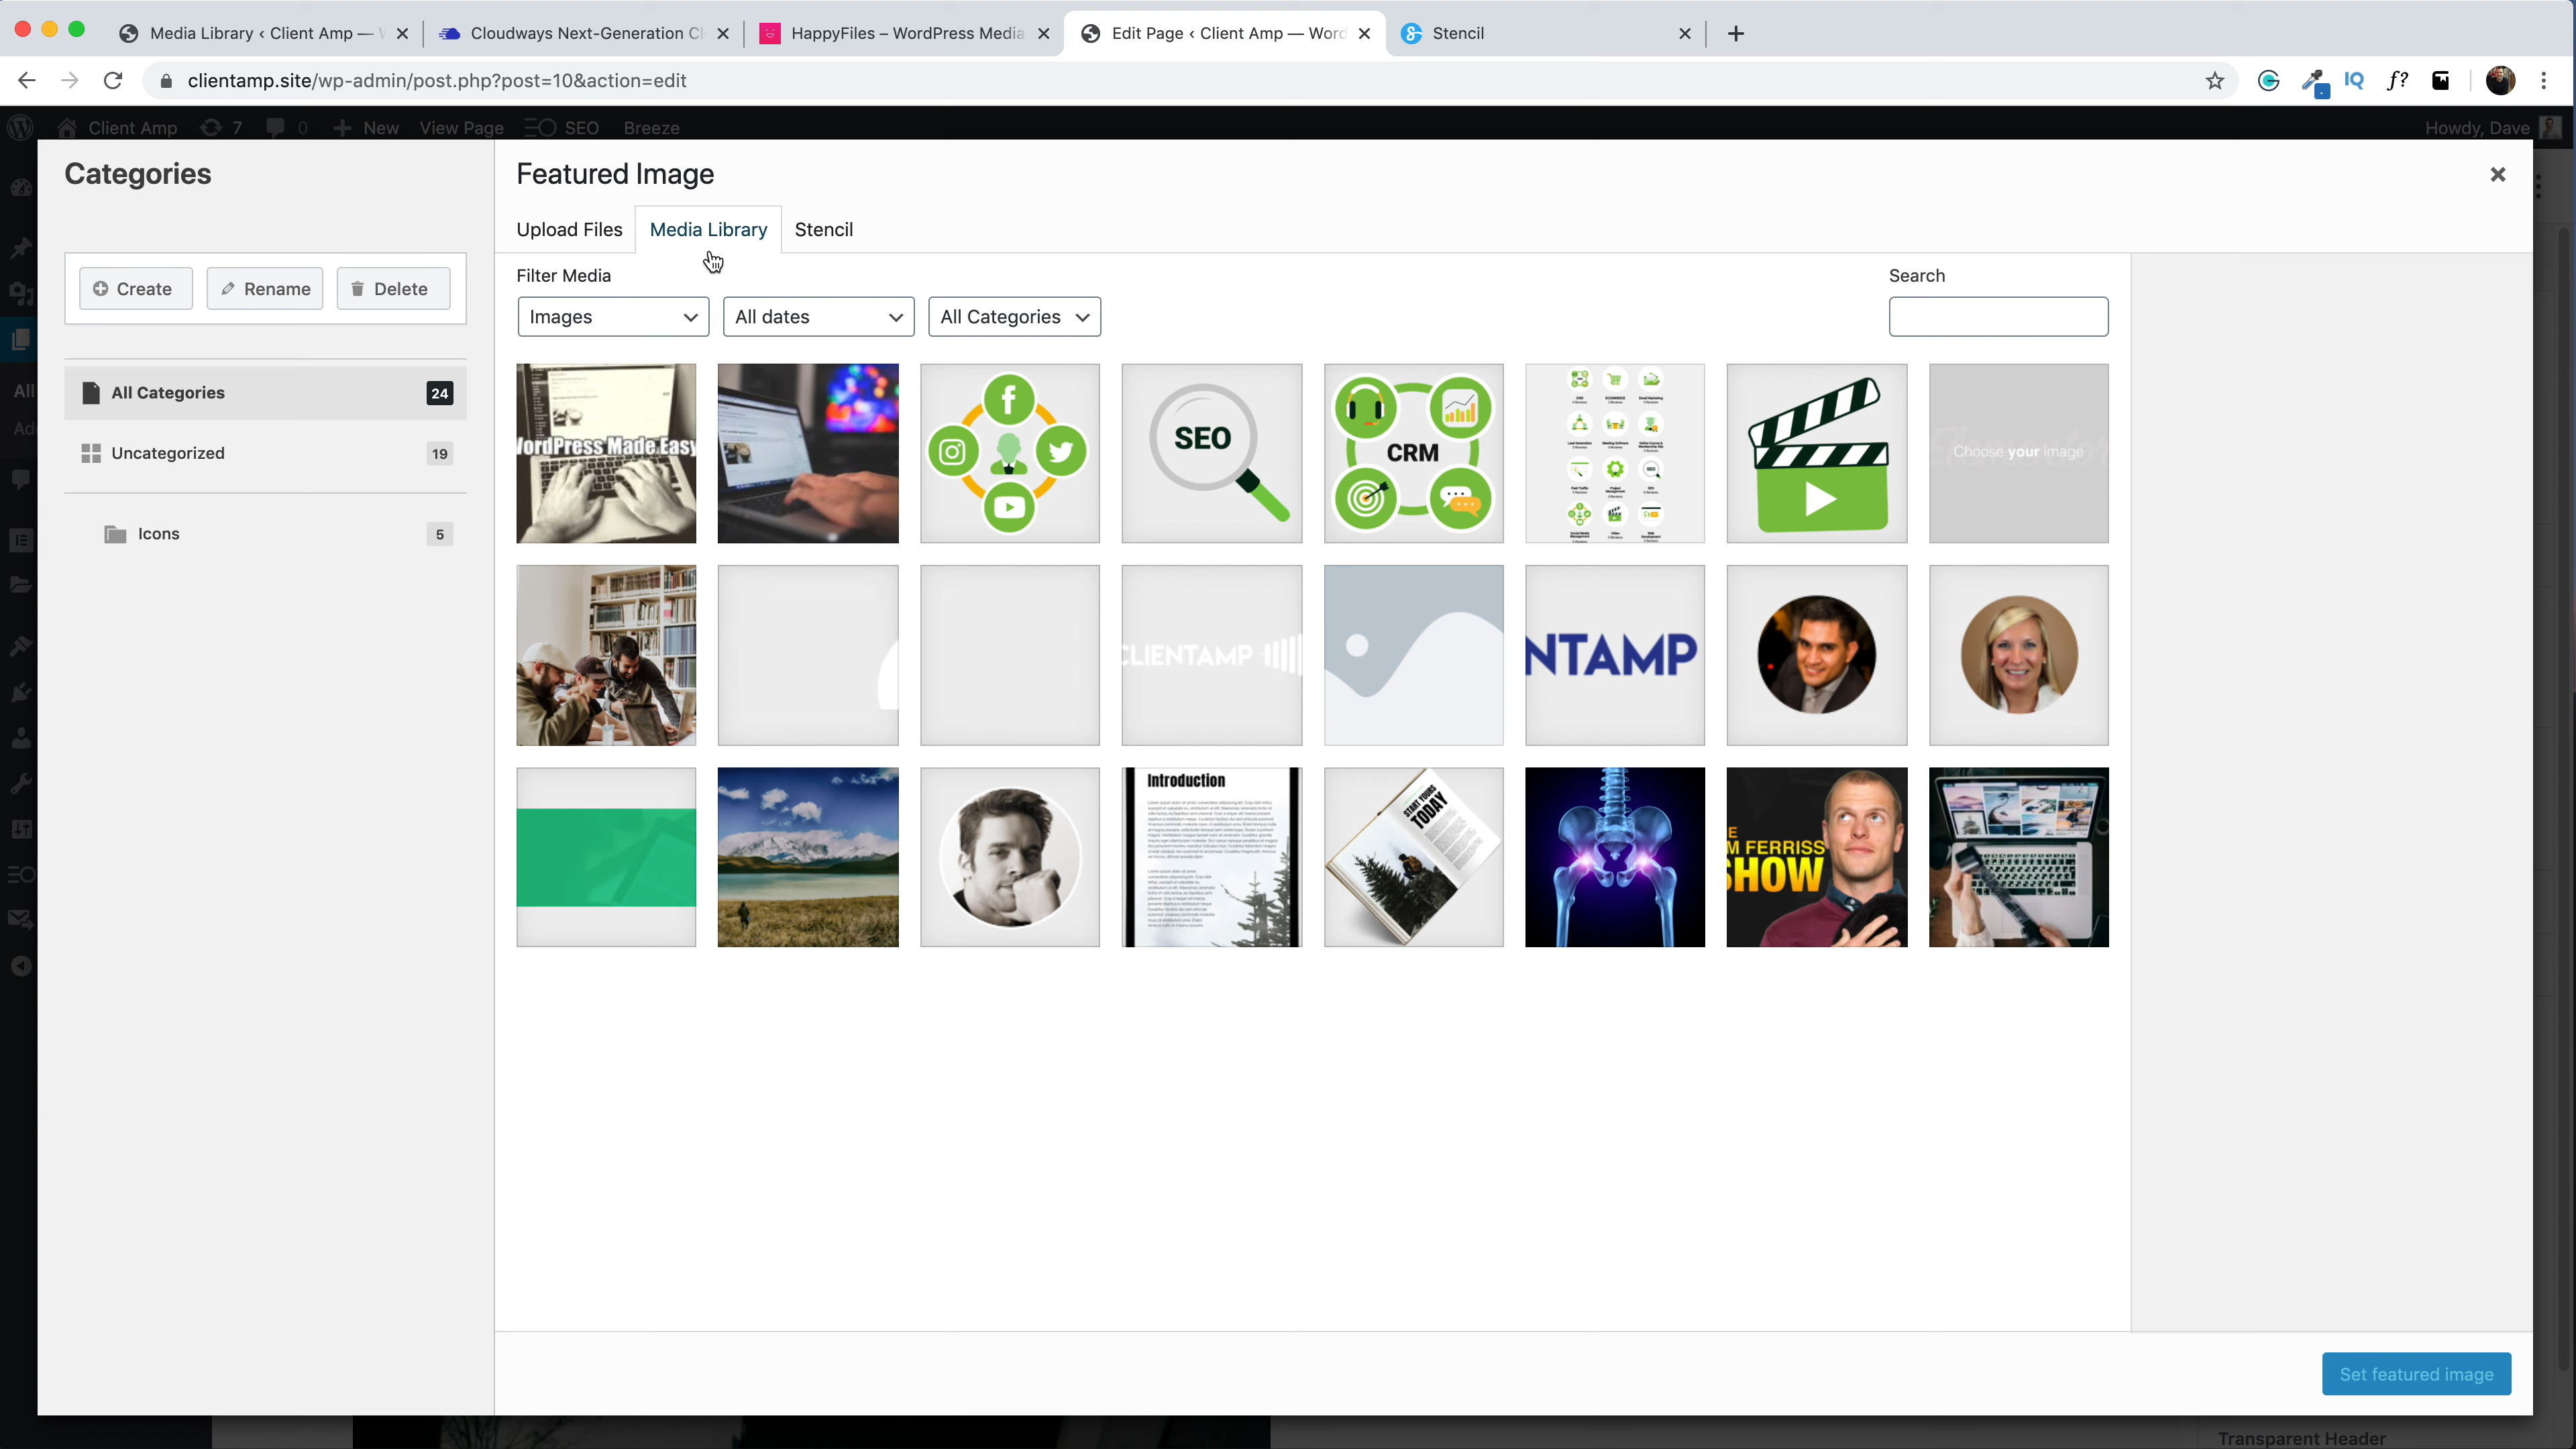 Media Library ‹ Client Amp —
Cloudways Next-Generation Cl
HappyFiles – WordPress Media
Edit Page ‹ Client Amp — Word
Stencil
clientamp.site/wp-admin/post.php?post=10&action=edit
Client Amp
7
0
New
View Page
SEO
Breeze
Howdy, Dave
Categories
Featured Image
Upload Files
Media Library
Stencil
Create
Rename
Delete
Filter Media
Search
Images
All dates
All Categories
All Categories
24
Uncategorized
19
Icons
5
All
WordPress Made Easy
SEO
CRM
Choose your image
CLIENTAMP
NTAMP
Introduction
START YOURS
TODAY
E
M FERRISS
SHOW
Set featured image
Transparent Header